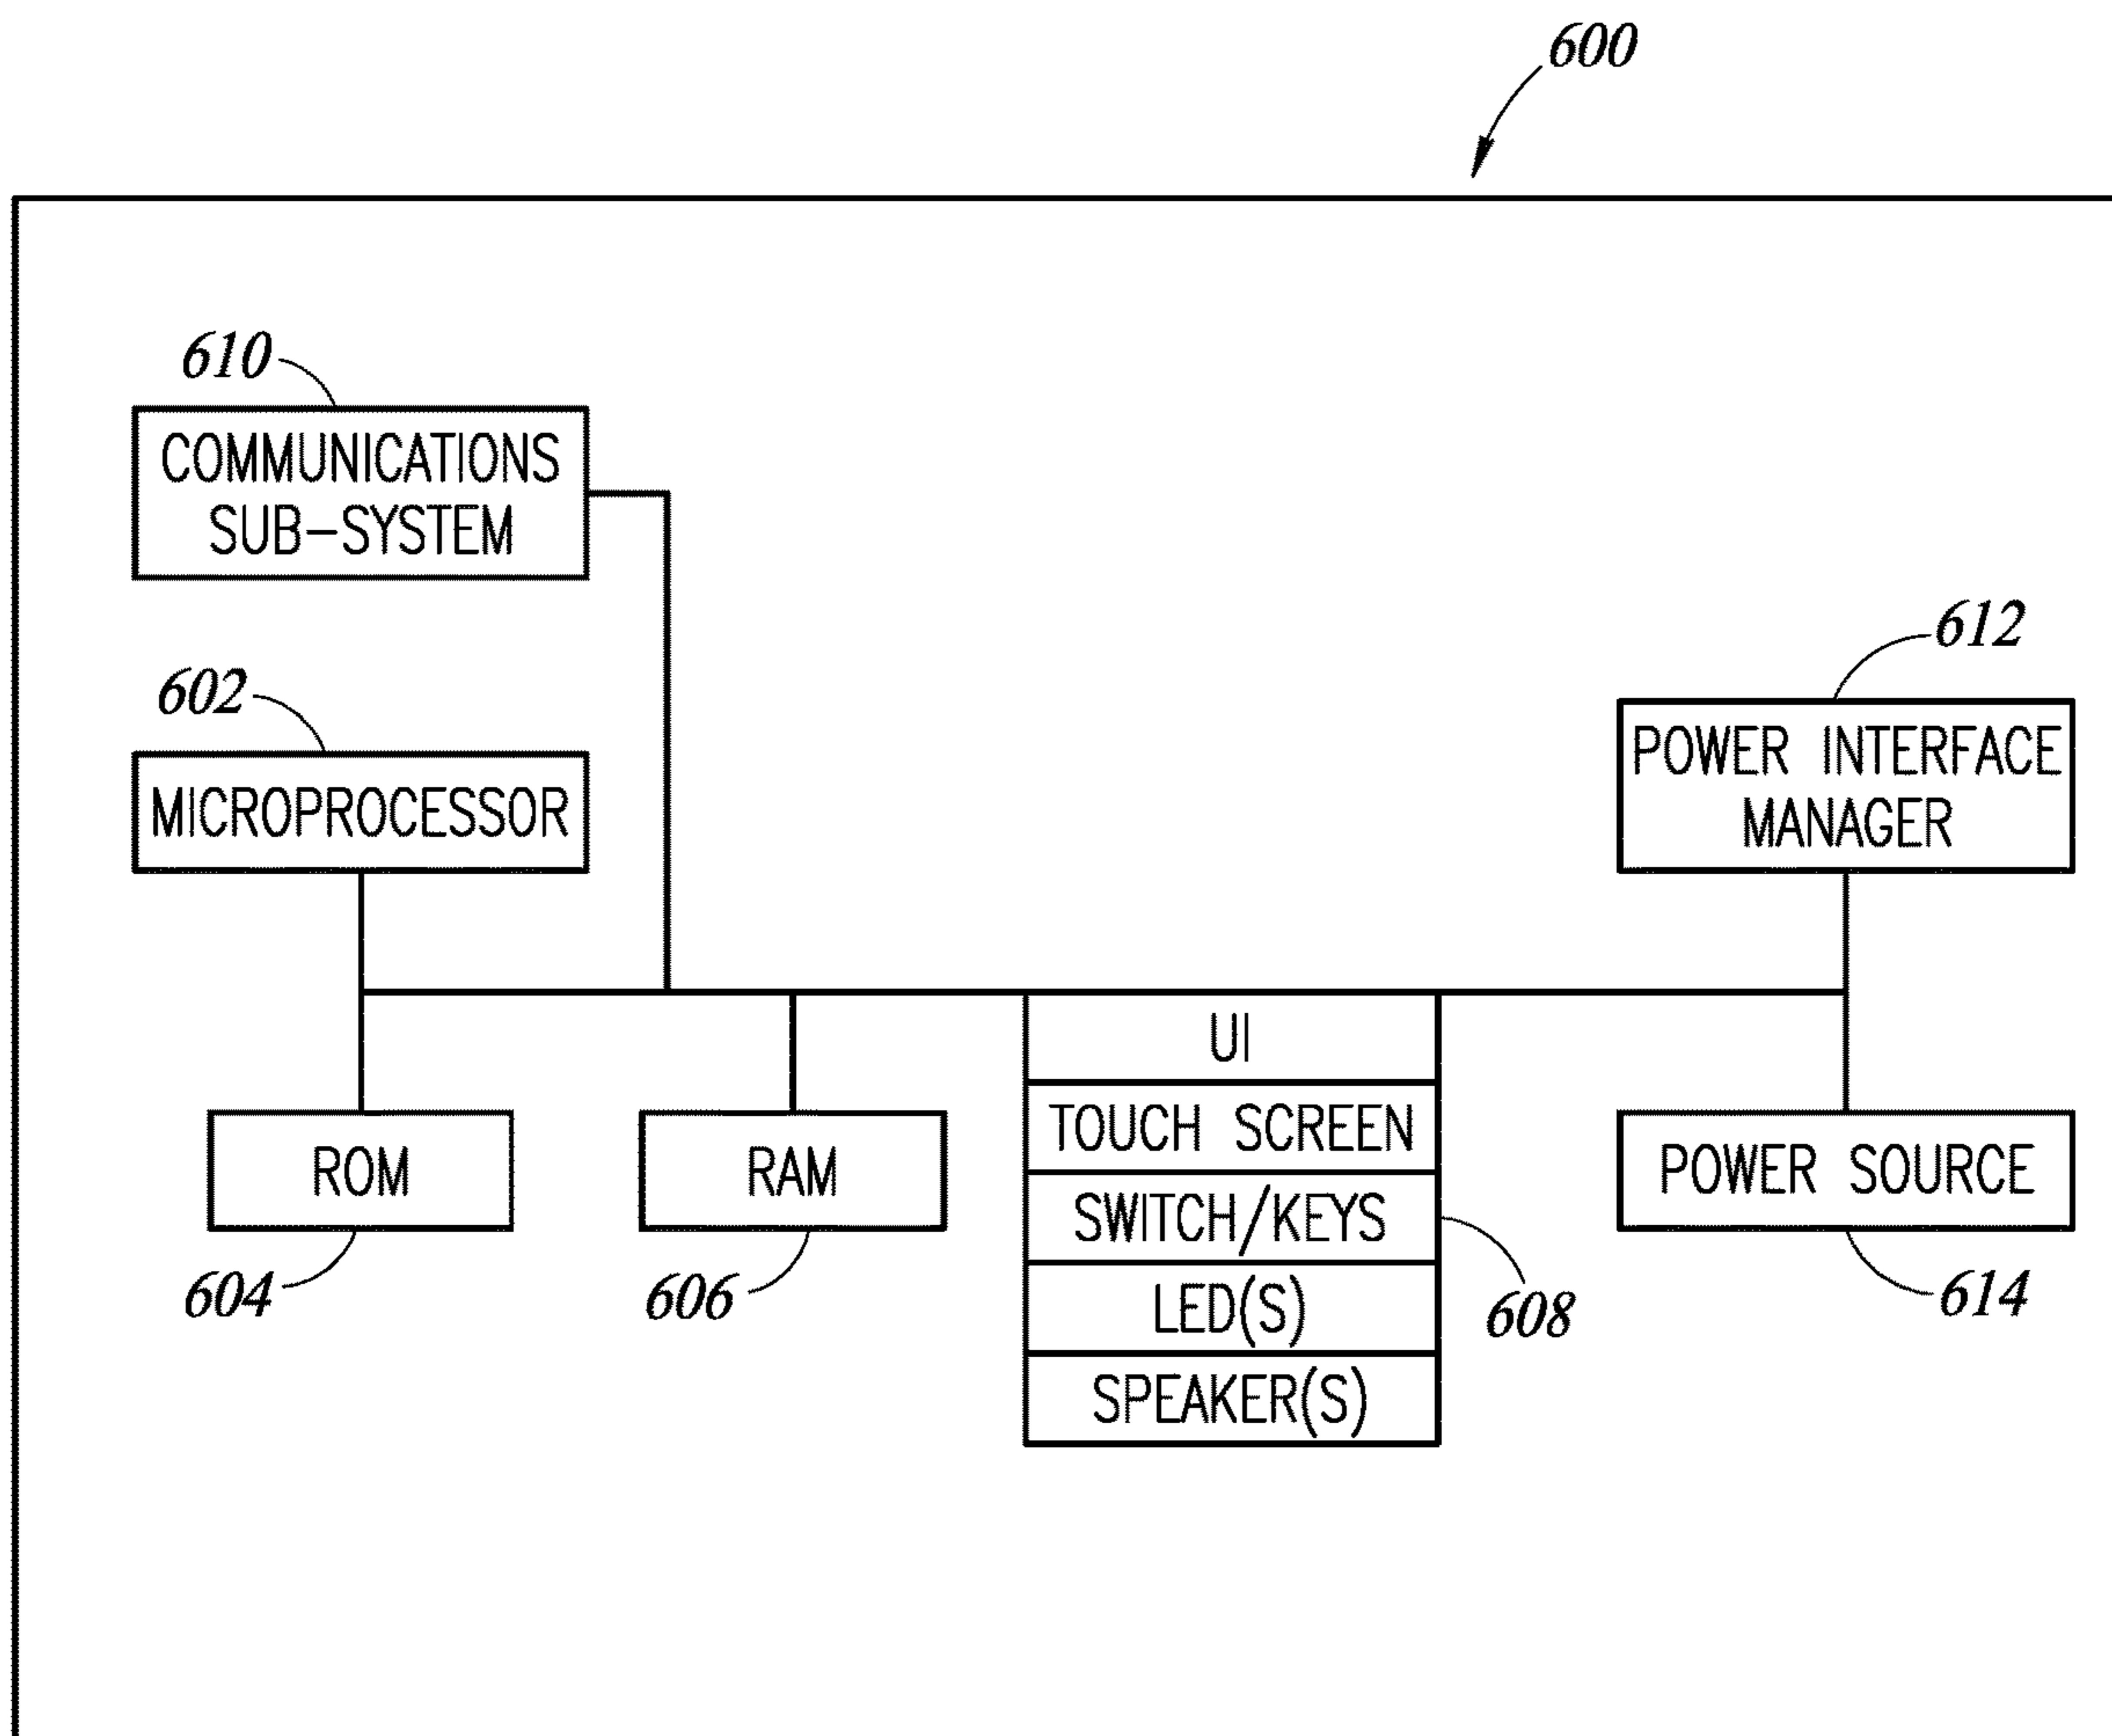 600
610
COMMUNICATIONS
SUB-SYSTEM
612
602
POWER INTERFACE
MANAGER
MICROPROCESSOR
UI
TOUCH SCREEN
ROM
RAM
POWER SOURCE
SWITCH/KEYS
604
606
LED(S)
608
614
SPEAKER(S)